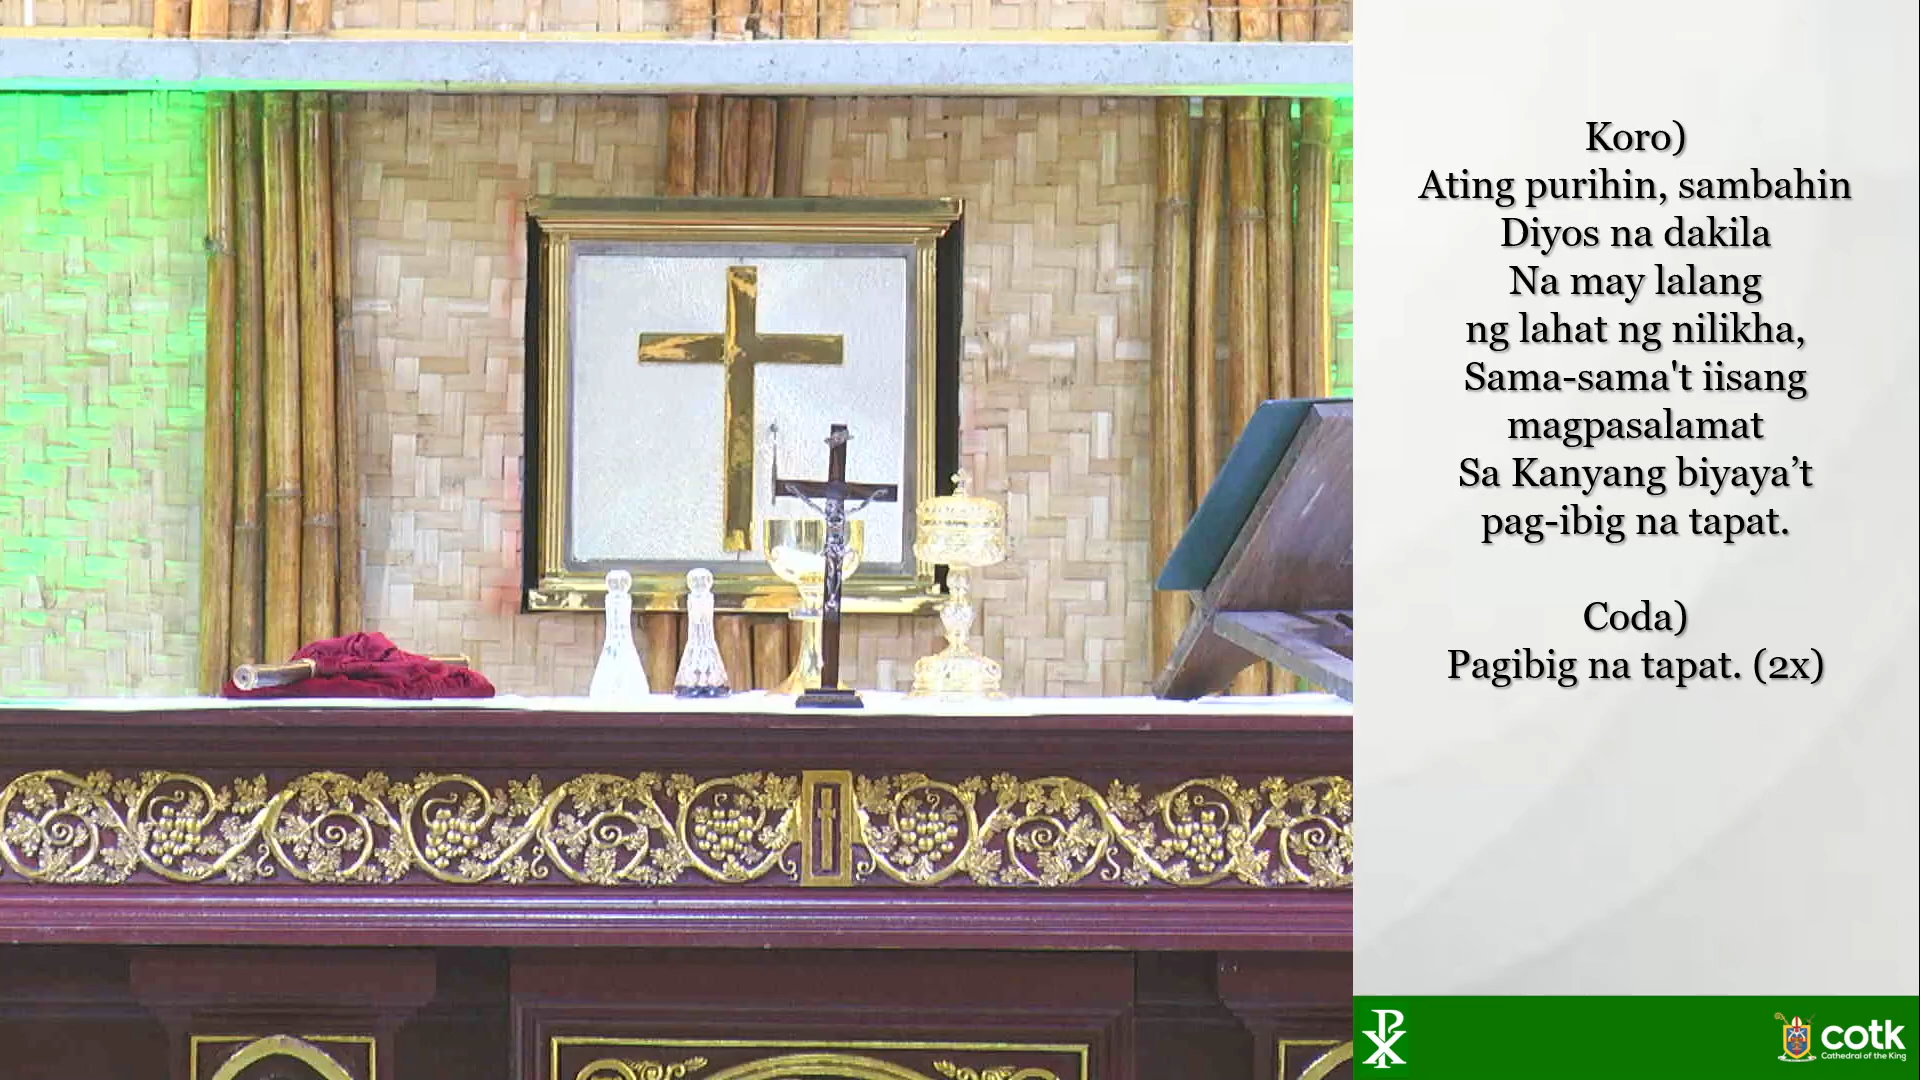 Koro)
Ating purihin, sambahin
Diyos na dakila
Na may lalang
ng lahat ng nilikha,
Sama-sama't iisang
magpasalamat
Sa Kanyang biyaya’t
pag-ibig na tapat.
Coda)
Pagibig na tapat. (2x)
cotk
Cathedral of the King